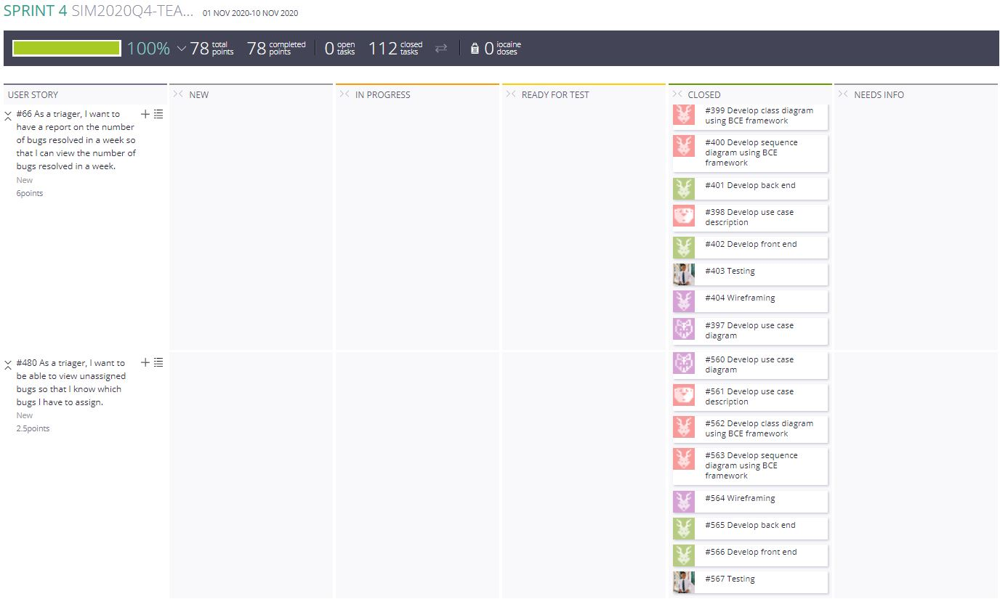 SPRINT 4 SIM2020Q4-TEA... 01 NOV 2020-10 NOV 2020
100% 78 total points 78 completed points 0 open tasks 112 closed tasks 0 iocaine doses
USER STORY
NEW
IN PROGRESS
READY FOR TEST
CLOSED
NEEDS INFO
#66 As a triager, I want to
have a report on the number
of bugs resolved in a week so
that I can view the number of
bugs resolved in a week.
New
6points
#399 Develop class diagram
using BCE framework
#400 Develop sequence
diagram using BCE
framework
#401 Develop back end
#398 Develop use case
description
#402 Develop front end
#403 Testing
#404 Wireframing
#397 Develop use case
diagram
#480 As a triager, I want to
be able to view unassigned
bugs so that I know which
bugs I have to assign.
New
2.5points
#560 Develop use case
diagram
#561 Develop use case
description
#562 Develop class diagram
using BCE framework
#563 Develop sequence
diagram using BCE
framework
#564 Wireframing
#565 Develop back end
#566 Develop front end
#567 Testing